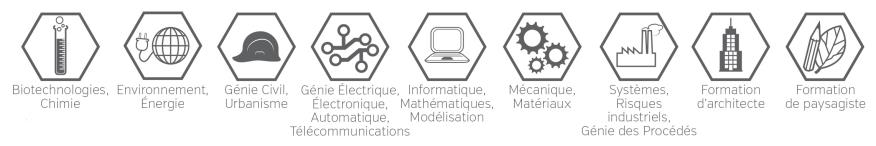 Biotechnologies,
Chimie
Environnement,
Énergie
Génie Civil,
Urbanisme
Génie Électrique,
Électronique,
Automatique,
Télécommunications
Informatique,
Mathématiques,
Modélisation
Mécanique,
Matériaux
Systèmes,
Risques
industriels,
Génie des Procédés
Formation
d'architecte
Formation
de paysagiste